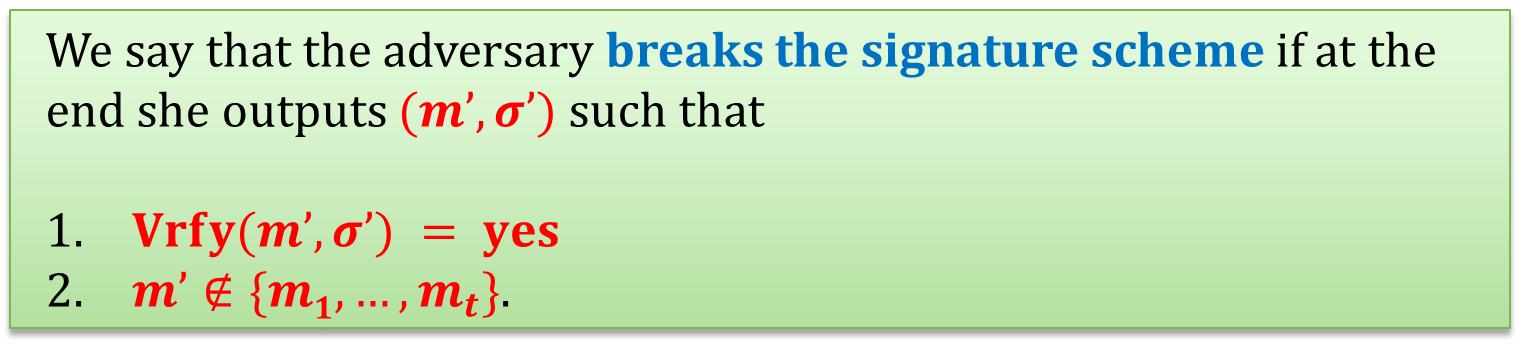 We say that the adversary breaks the signature scheme if at the
end she outputs (m’, σ’) such that
1. Vrfy(m’, σ’) = yes
2. m’ ∉ {m₁, … , mₜ}.